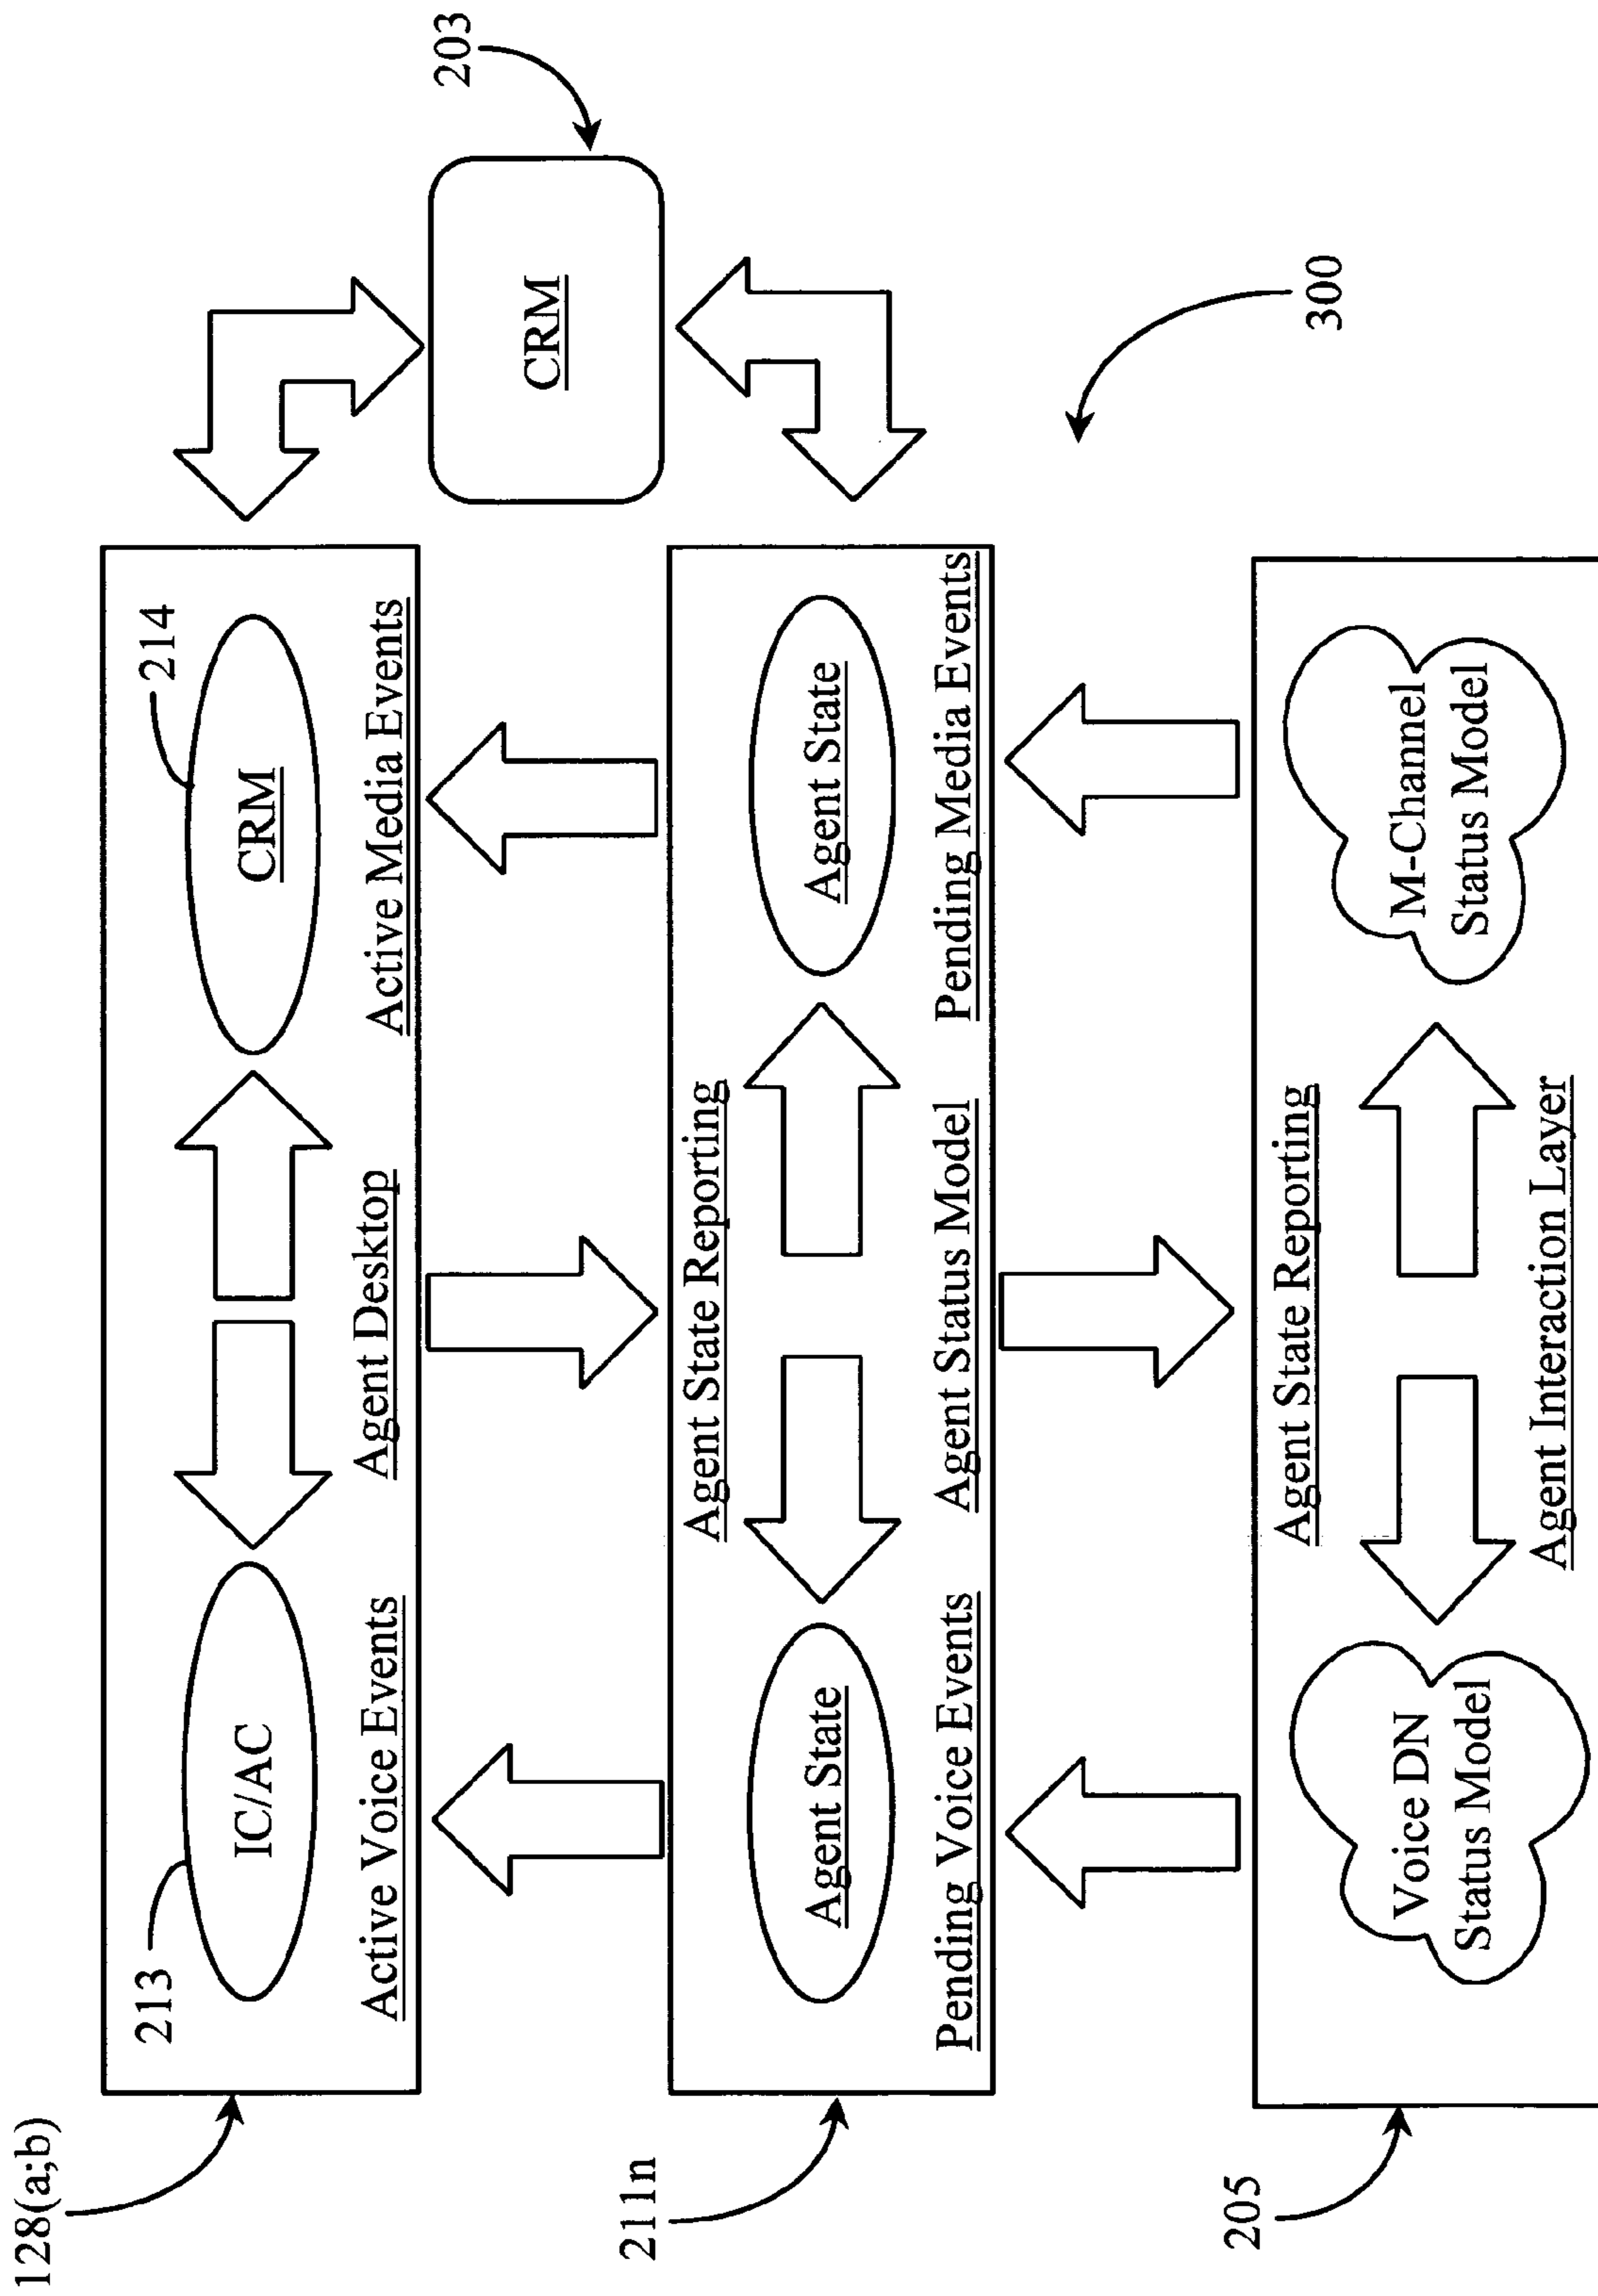 128(a;b)
213
IC/AC
CRM
214
Active Voice Events
Agent Desktop
Active Media Events
203
CRM
211n
Agent State Reporting
Agent State
Agent State
Pending Voice Events
Agent Status Model
Pending Media Events
300
205
Agent State Reporting
Voice DN
Status Model
M-Channel
Status Model
Agent Interaction Layer